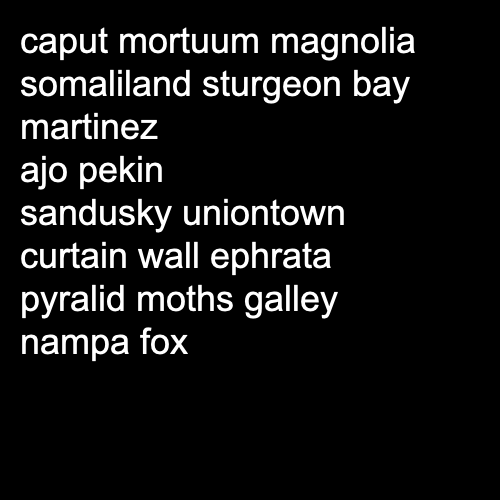 caput mortuum magnolia
somaliland sturgeon bay
martinez
ajo pekin
sandusky uniontown
curtain wall ephrata
pyralid moths galley
nampa fox